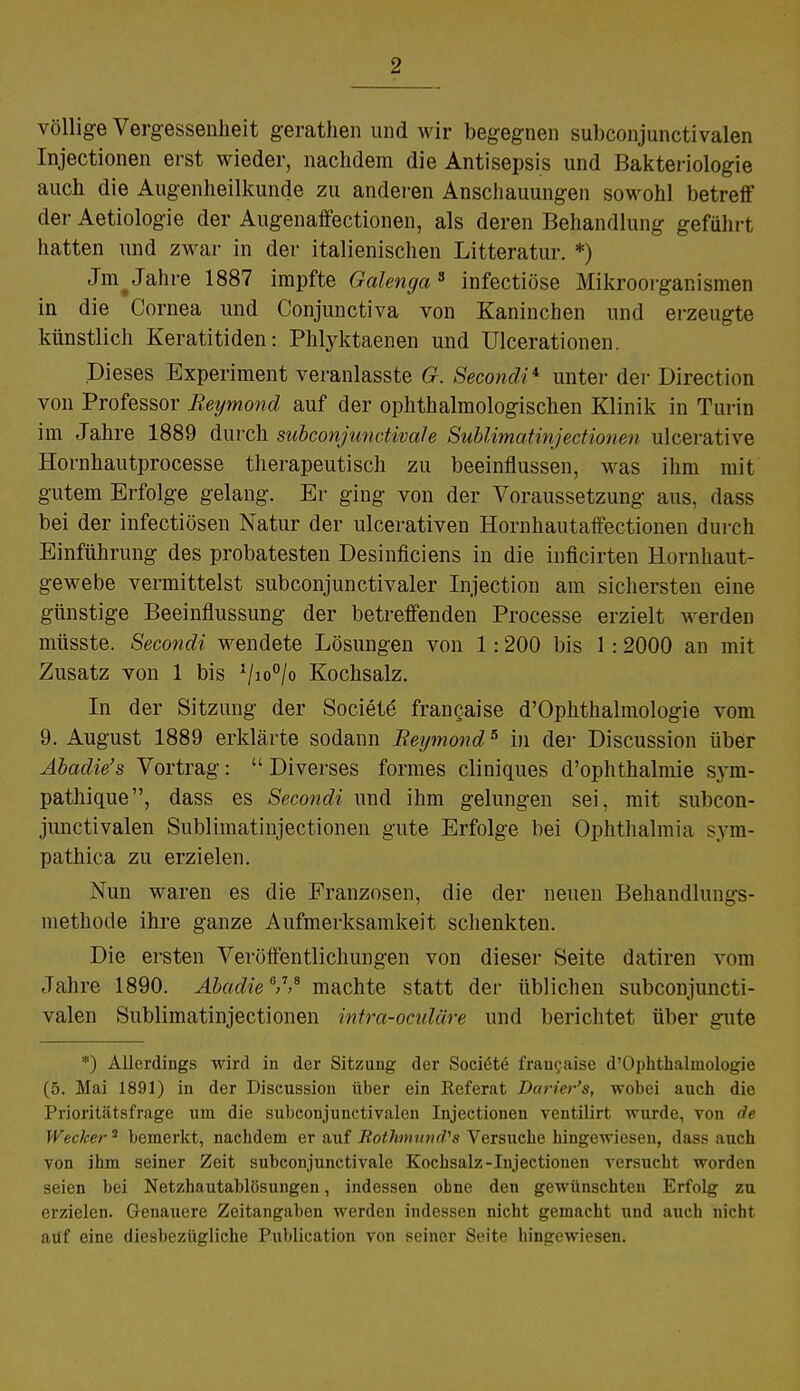 2
völlige Vergessenheit gerathen und wir begegnen subconjunctivalen
Injectionen erst wieder, nachdem die Antisepsis und Bakteriologie
auch die Augenheilkunde zu anderen Anschauungen sowohl betreff
der Aetiologie der Augenaffectionen, als deren Behandlung geführt
hatten und zwar in der italienischen Litteratur. *)
Jm Jahre 1887 impfte Galenga ³ infectiöse Mikroorganismen
in die Cornea und Conjunctiva von Kaninchen und erzeugte
künstlich Keratitiden: Phlyktaenen und Ulcerationen.
Dieses Experiment veranlasste G. Secondi⁴ unter der Direction
von Professor Reymond auf der ophthalmologischen Klinik in Turin
im Jahre 1889 durch subconjunctivale Sublimatinjectionen ulcerative
Hornhautprocesse therapeutisch zu beeinflussen, was ihm mit
gutem Erfolge gelang. Er ging von der Voraussetzung aus, dass
bei der infectiösen Natur der ulcerativen Hornhautaffectionen durch
Einführung des probatesten Desinficiens in die inficirten Hornhaut-
gewebe vermittelst subconjunctivaler Injection am sichersten eine
günstige Beeinflussung der betreffenden Processe erzielt werden
müsste. Secondi wendete Lösungen von 1 : 200 bis 1 : 2000 an mit
Zusatz von 1 bis ¹/₁₀⁰/₀ Kochsalz.
In der Sitzung der Societé française d'Ophthalmologie vom
9. August 1889 erklärte sodann Reymond ⁵ in der Discussion über
Abadie's Vortrag: “ Diverses formes cliniques d'ophthalmie sym-
pathique”, dass es Secondi und ihm gelungen sei, mit subcon-
junctivalen Sublimatinjectionen gute Erfolge bei Ophthalmia sym-
pathica zu erzielen.
Nun waren es die Franzosen, die der neuen Behandlungs-
methode ihre ganze Aufmerksamkeit schenkten.
Die ersten Veröffentlichungen von dieser Seite datiren vom
Jahre 1890. Abadie ⁶,⁷,⁸ machte statt der üblichen subconjuncti-
valen Sublimatinjectionen intra-oculäre und berichtet über gute
*) Allerdings wird in der Sitzung der Société française d'Ophthalmologie
(5. Mai 1891) in der Discussion über ein Referat Darier's, wobei auch die
Prioritätsfrage um die subconjunctivalen Injectionen ventilirt wurde, von de
Wecker ² bemerkt, nachdem er auf Rothmund's Versuche hingewiesen, dass auch
von ihm seiner Zeit subconjunctivale Kochsalz-Injectionen versucht worden
seien bei Netzhautablösungen, indessen ohne den gewünschten Erfolg zu
erzielen. Genauere Zeitangaben werden indessen nicht gemacht und auch nicht
auf eine diesbezügliche Publication von seiner Seite hingewiesen.